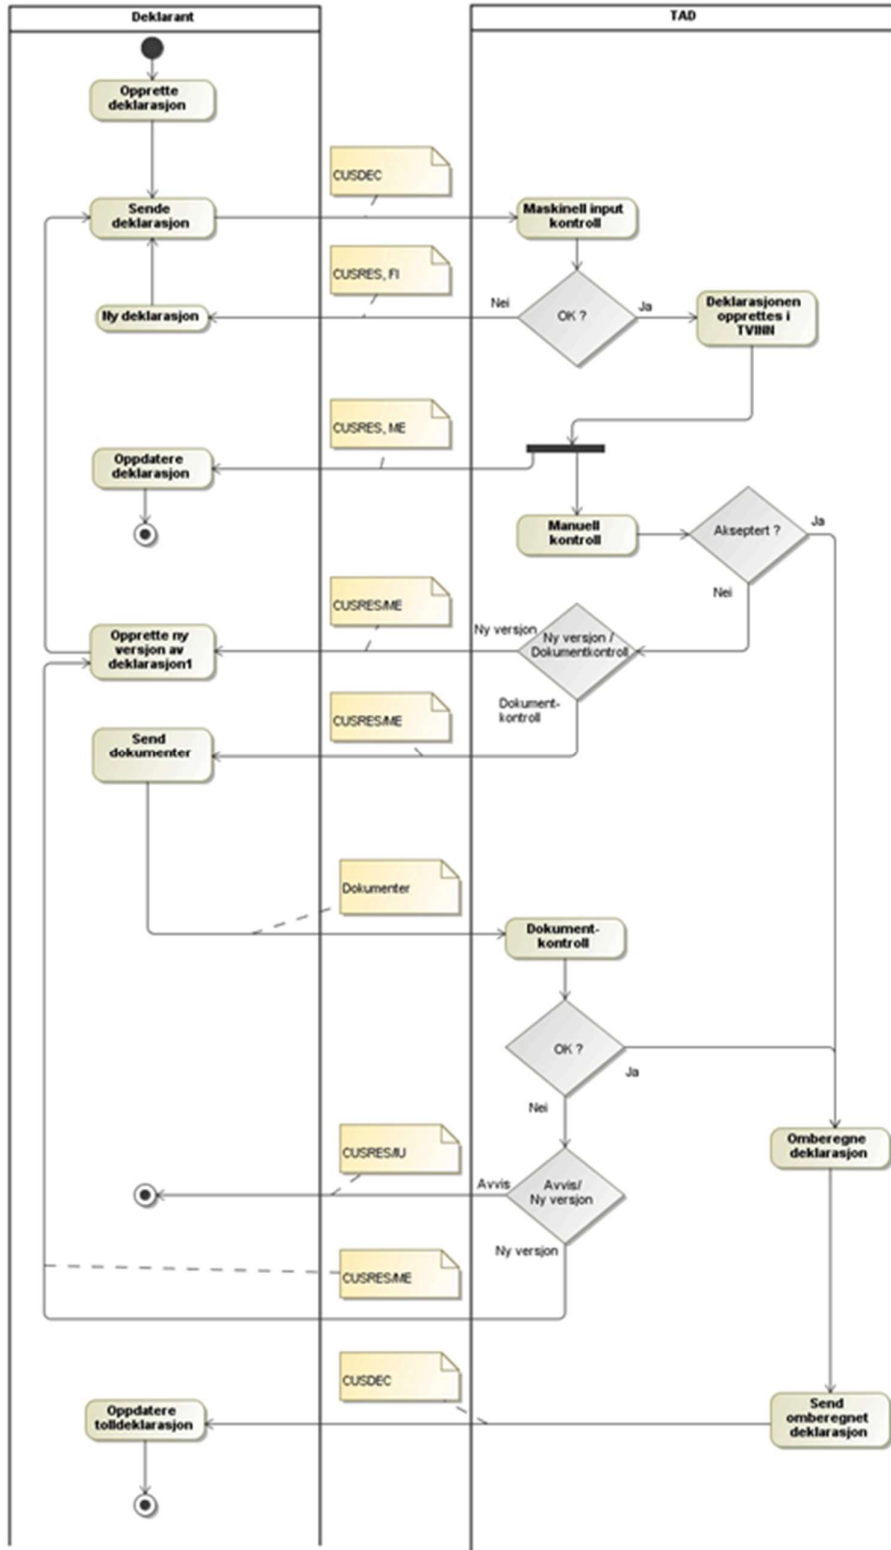 Deklarant
TAD
Opprette
deklarasjon
CUSDEC
Sende
deklarasjon
Maskinell input
kontroll
CUSRES, FI
Nei
Ny deklarasjon
OK ?
Ja
Deklarasjonen
opprettes i
TVINN
CUSRES, ME
Oppdatere
deklarasjon
Manuell
kontroll
Akseptert ?
Ja
Nei
CUSRES/ME
Opprette ny
versjon av
deklarasjon1
Ny versjon
Ny versjon /
Dokumentkontroll
CUSRES/ME
Dokument-
kontroll
Send
dokumenter
Dokumenter
Dokument-
kontroll
OK ?
Ja
Nei
CUSRES/IU
Avvis
Avvis/
Ny versjon
Omberegne
deklarasjon
Ny versjon
CUSRES/ME
CUSDEC
Oppdatere
tolldeklarasjon
Send
omberegnet
deklarasjon